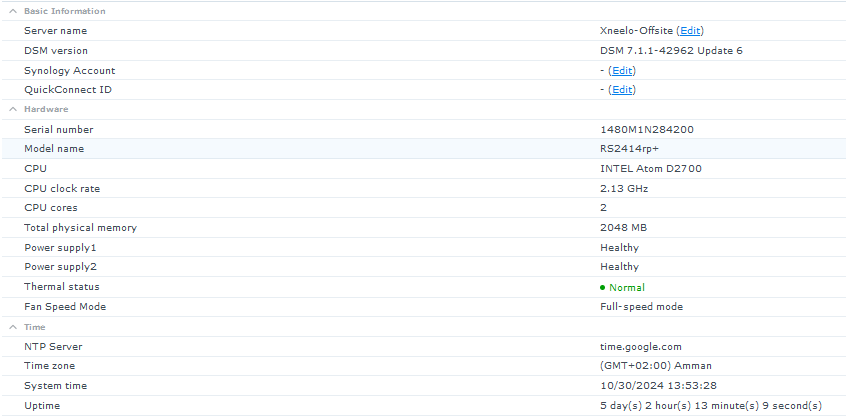 Basic Information
Server name Xneelo-Offsite (Edit)
DSM version DSM 7.1.1-42962 Update 6
Synology Account - (Edit)
QuickConnect ID - (Edit)
Hardware
Serial number 1480M1N284200
Model name RS2414rp+
CPU INTEL Atom D2700
CPU clock rate 2.13 GHz
CPU cores 2
Total physical memory 2048 MB
Power supply1 Healthy
Power supply2 Healthy
Thermal status Normal
Fan Speed Mode Full-speed mode
Time
NTP Server time.google.com
Time zone (GMT+02:00) Amman
System time 10/30/2024 13:53:28
Uptime 5 day(s) 2 hour(s) 13 minute(s) 9 second(s)